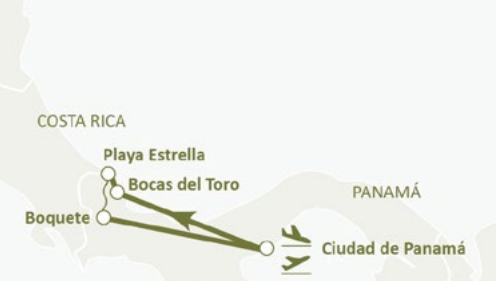 COSTA RICA
Playa Estrella
Bocas del Toro
PANAMÁ
Boquete
Ciudad de Panamá